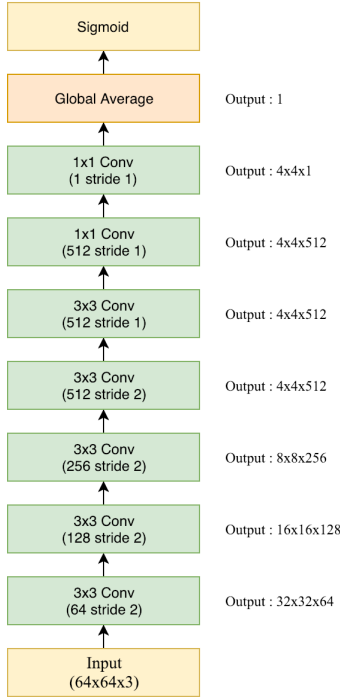 Sigmoid
Global Average
Output : 1
1x1 Conv
(1 stride 1)
Output : 4x4x1
1x1 Conv
(512 stride 1)
Output : 4x4x512
3x3 Conv
(512 stride 1)
Output : 4x4x512
3x3 Conv
(512 stride 2)
Output : 4x4x512
3x3 Conv
(256 stride 2)
Output : 8x8x256
3x3 Conv
(128 stride 2)
Output : 16x16x128
3x3 Conv
(64 stride 2)
Output : 32x32x64
Input
(64x64x3)